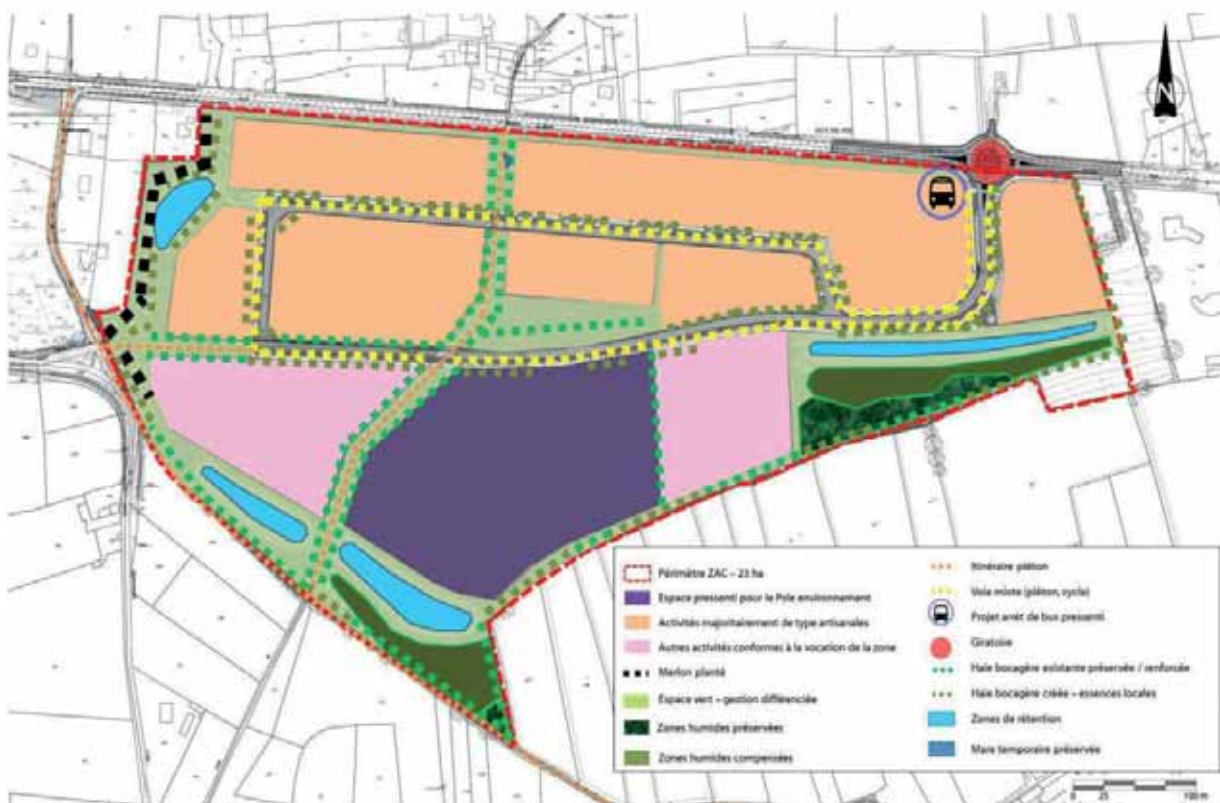 N
Périmètre ZAC – 23 ha
Espace pressenti pour le Pole environnement
Activités majoritairement de type artisanales
Autres activités conformes à la vocation de la zone
Merlon planté
Espace vert – gestion différenciée
Zones humides préservées
Zones humides compensées
Itinéraire piéton
Voie mixte (piéton, cycle)
Projet arrêt de bus pressenti
Giratoire
Haie bocagère existante préservée / renforcée
Haie bocagère créée – essences locales
Zones de rétention
Mare temporaire préservée
0 25 100 m